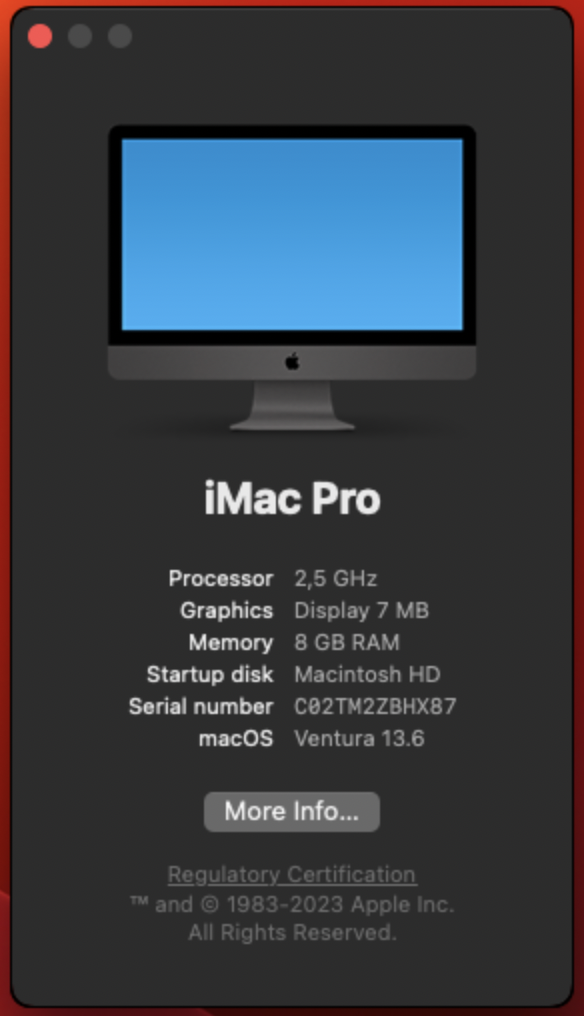 iMac Pro
Processor 2,5 GHz
Graphics Display 7 MB
Memory 8 GB RAM
Startup disk Macintosh HD
Serial number C02TM2ZBHX87
macOS Ventura 13.6
More Info...
Regulatory Certification
™ and © 1983-2023 Apple Inc.
All Rights Reserved.